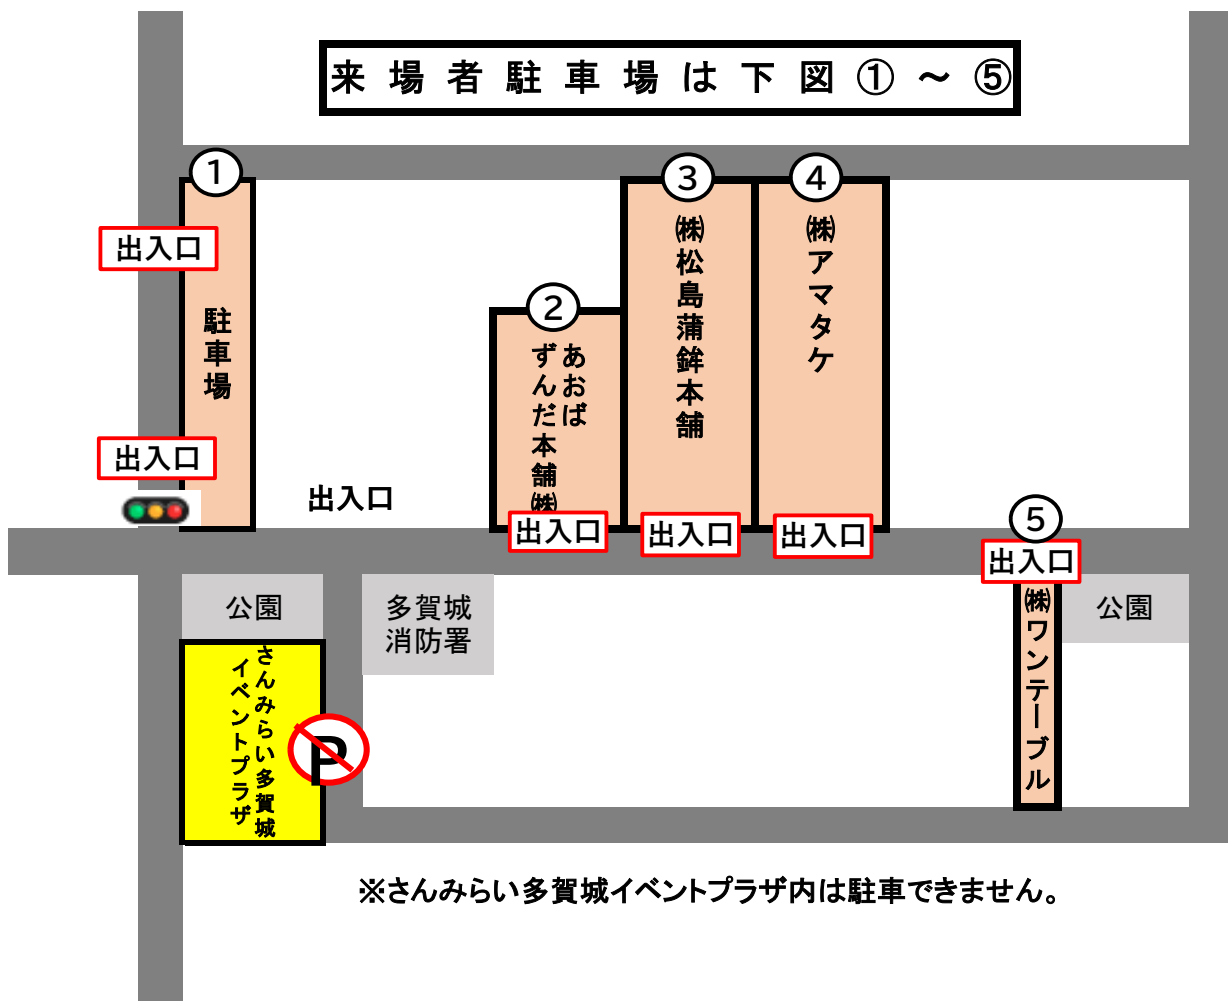 来場者駐車場は下図①～⑤
①
出入口
駐車場
出入口
出入口
②
あおば
ずんだ本舗㈱
出入口
③
㈱松島蒲鉾本舗
出入口
④
㈱アマタケ
出入口
⑤
出入口
㈱ワンテーブル
公園
公園
多賀城
消防署
さんみらい多賀城
イベントプラザ
P
※さんみらい多賀城イベントプラザ内は駐車できません。